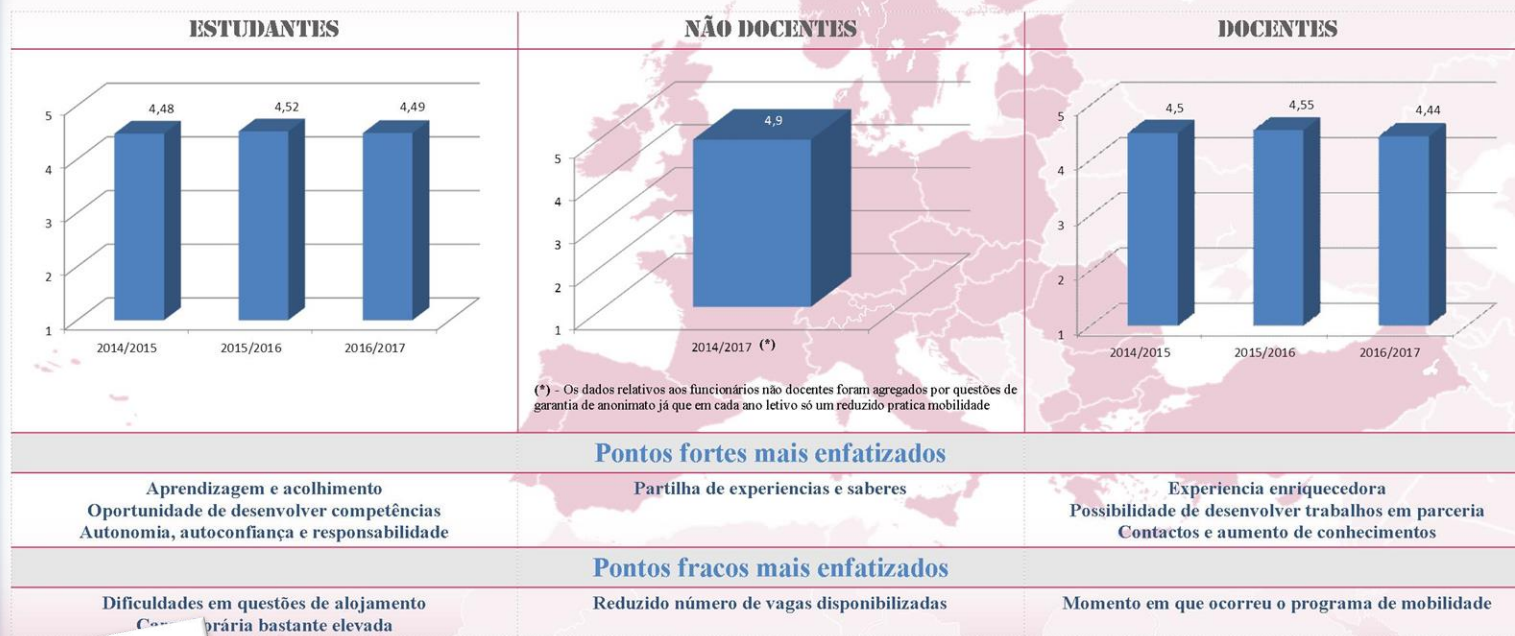 ESTUDANTES
NÃO DOCENTES
DOCENTES
5
4
3
2
1
4,48
4,52
4,49
2014/2015
2015/2016
2016/2017
5
4
3
2
1
4,9
2014/2017 (*)
(*) - Os dados relativos aos funcionários não docentes foram agregados por questões de
garantia de anonimato já que em cada ano letivo só um reduzido pratica mobilidade
5
4
3
2
1
4,5
4,55
4,44
2014/2015
2015/2016
2016/2017
Pontos fortes mais enfatizados
Aprendizagem e acolhimento
Oportunidade de desenvolver competências
Autonomia, autoconfiança e responsabilidade
Partilha de experiencias e saberes
Experiencia enriquecedora
Possibilidade de desenvolver trabalhos em parceria
Contactos e aumento de conhecimentos
Pontos fracos mais enfatizados
Dificuldades em questões de alojamento
bastante elevada
Reduzido número de vagas disponibilizadas
Momento em que ocorreu o programa de mobilidade